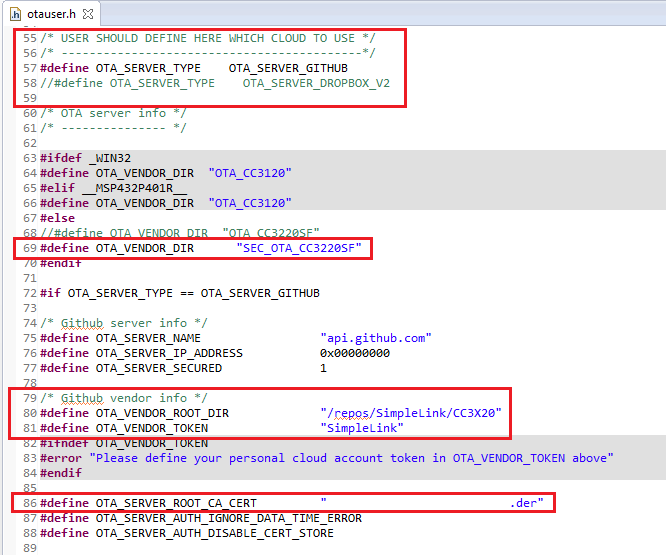 otauser.h
55 /* USER SHOULD DEFINE HERE WHICH CLOUD TO USE */
56 /* -----------------------------------------*/
57 #define OTA_SERVER_TYPE    OTA_SERVER_GITHUB
58 //#define OTA_SERVER_TYPE    OTA_SERVER_DROPBOX_V2
59
60 /* OTA server info */
61 /* --------------- */
62
63 #ifdef _WIN32
64 #define OTA_VENDOR_DIR  "OTA_CC3120"
65 #elif __MSP432P401R__
66 #define OTA_VENDOR_DIR  "OTA_CC3120"
67 #else
68 //#define OTA_VENDOR_DIR  "OTA_CC3220SF"
69 #define OTA_VENDOR_DIR      "SEC_OTA_CC3220SF"
70 #endif
71
72 #if OTA_SERVER_TYPE == OTA_SERVER_GITHUB
73
74 /* Github server info */
75 #define OTA_SERVER_NAME                 "api.github.com"
76 #define OTA_SERVER_IP_ADDRESS           0x00000000
77 #define OTA_SERVER_SECURED              1
78
79 /* Github vendor info */
80 #define OTA_VENDOR_ROOT_DIR             "/repos/SimpleLink/CC3X20"
81 #define OTA_VENDOR_TOKEN                "SimpleLink"
82 #ifndef OTA_VENDOR_TOKEN
83 #error "Please define your personal cloud account token in OTA_VENDOR_TOKEN above"
84 #endif
85
86 #define OTA_SERVER_ROOT_CA_CERT         "                          .der"
87 #define OTA_SERVER_AUTH_IGNORE_DATA_TIME_ERROR
88 #define OTA_SERVER_AUTH_DISABLE_CERT_STORE
89